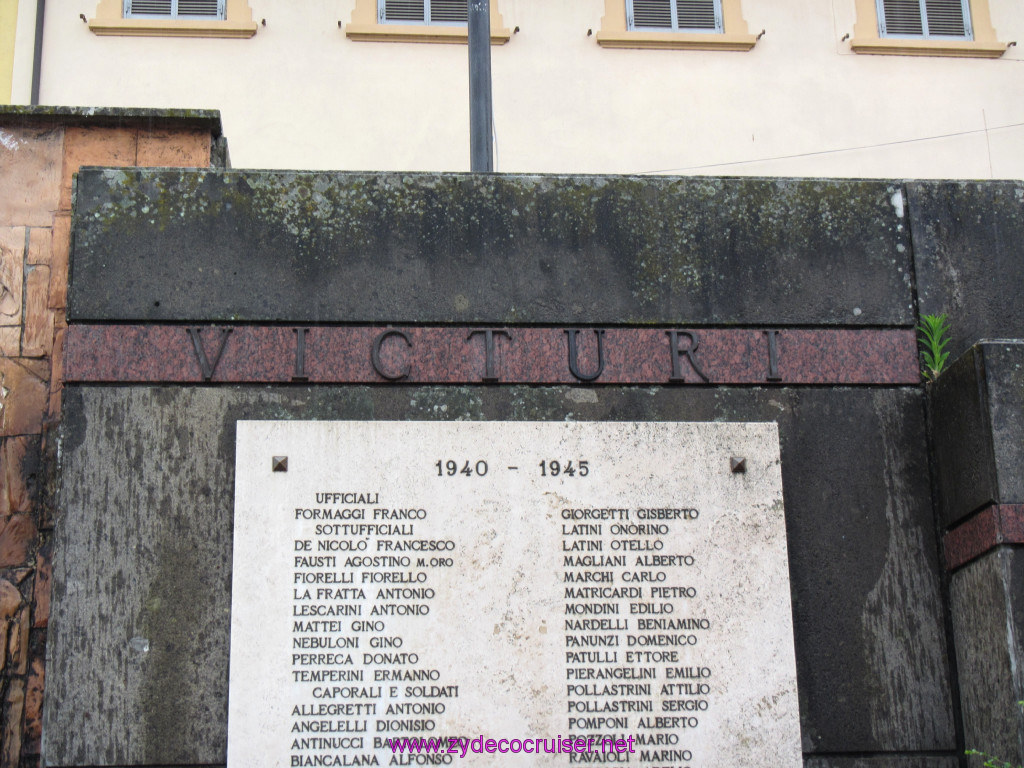 VICTURI
1940 - 1945
UFFICIALI
FORMAGGI FRANCO
SOTTUFFICIALI
DE NICOLO' FRANCESCO
FAUSTI AGOSTINO M.ORO
FIORELLI FIORELLO
LA FRATTA ANTONIO
LESCARINI ANTONIO
MATTEI GINO
NEBULONI GINO
PERRECA DONATO
TEMPERINI ERMANNO
CAPORALI E SOLDATI
ALLEGRETTI ANTONIO
ANGELELLI DIONISIO
ANTINUCCI BARTOLOMEO
BIANCALANA ALFONSO
GIORGETTI GISBERTO
LATINI ONORINO
LATINI OTELLO
MAGLIANI ALBERTO
MARCHI CARLO
MATRICARDI PIETRO
MONDINI EDILIO
NARDELLI BENIAMINO
PANUNZI DOMENICO
PATULLI ETTORE
PIERANGELINI EMILIO
POLLASTRINI ATTILIO
POLLASTRINI SERGIO
POMPONI ALBERTO
POZZOLI MARIO
RAVAIOLI MARINO
www.zydecocruiser.net